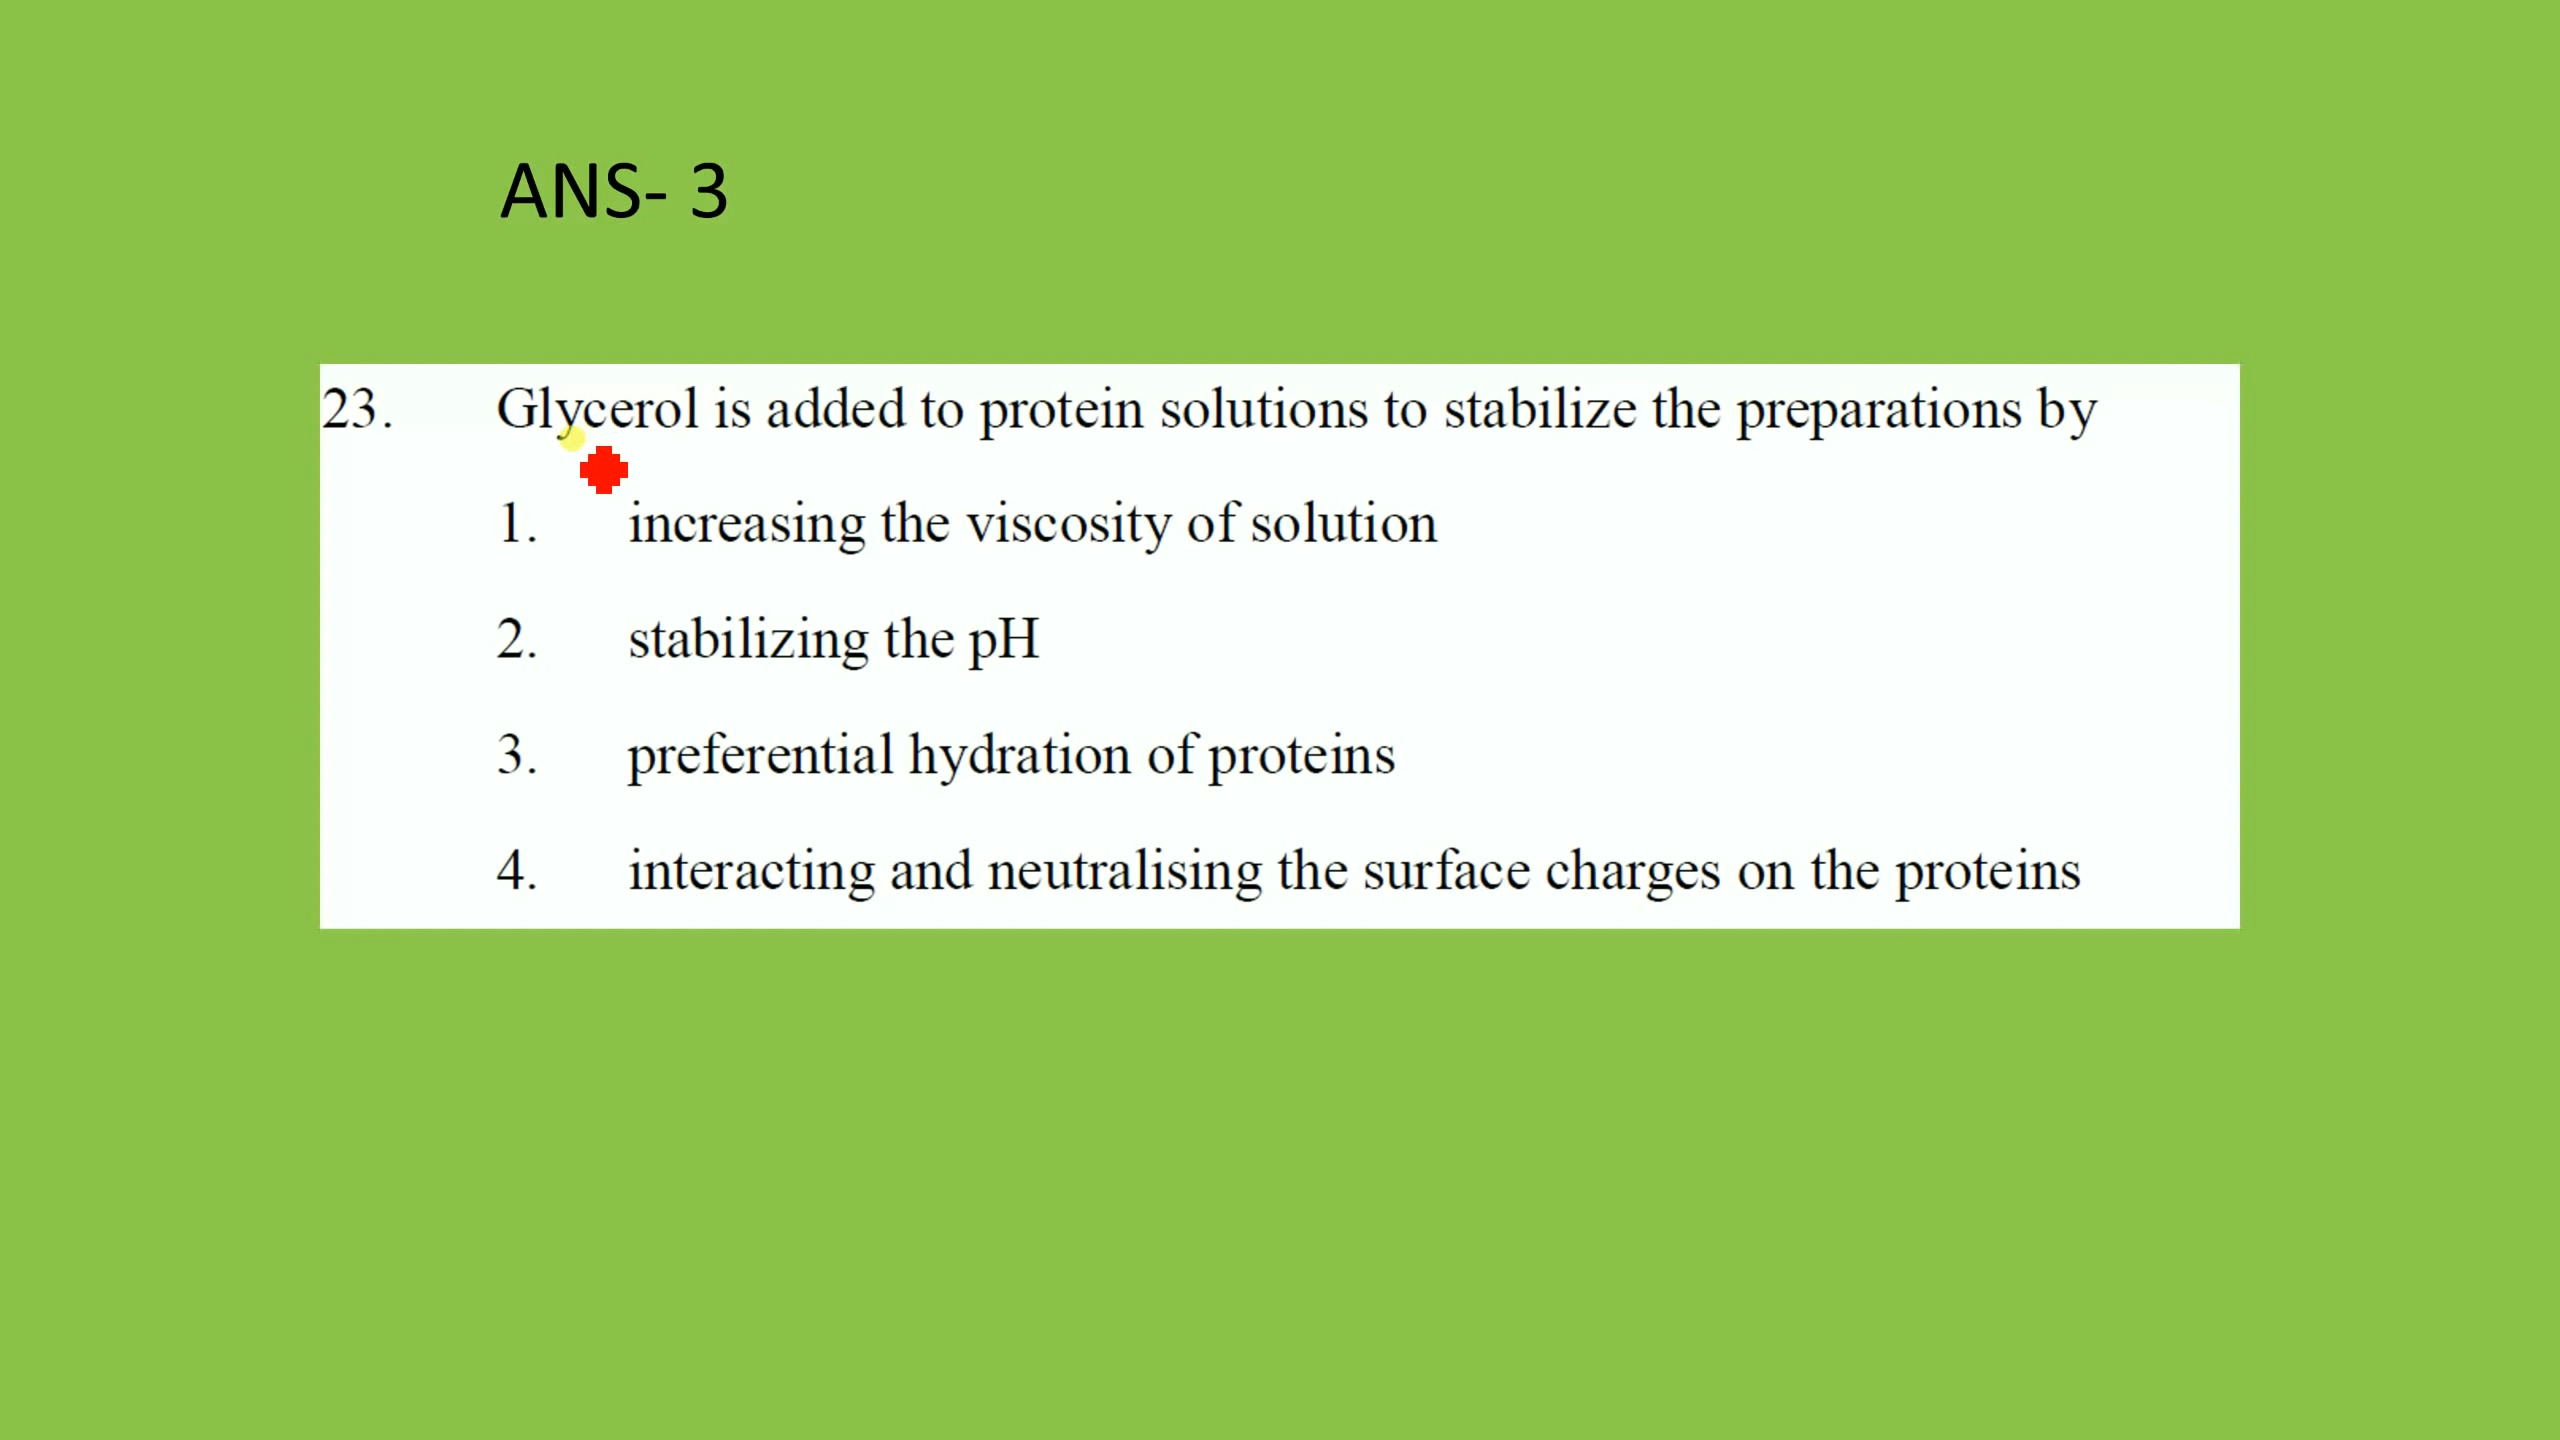 ANS- 3
23. Glycerol is added to protein solutions to stabilize the preparations by
1. increasing the viscosity of solution
2. stabilizing the pH
3. preferential hydration of proteins
4. interacting and neutralising the surface charges on the proteins